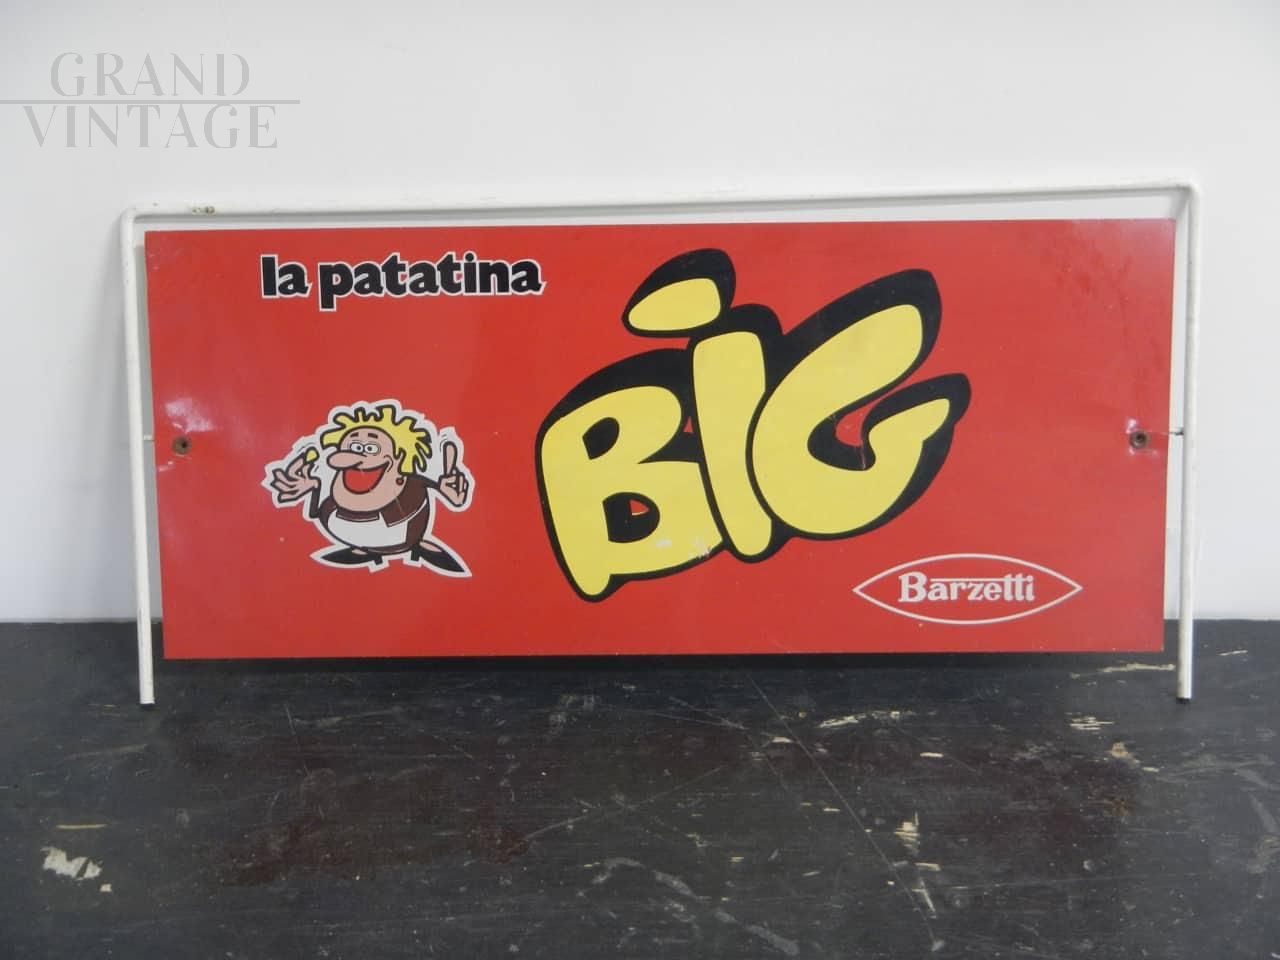 GRAND
VINTAGE
la patatina
BiG
Barzetti